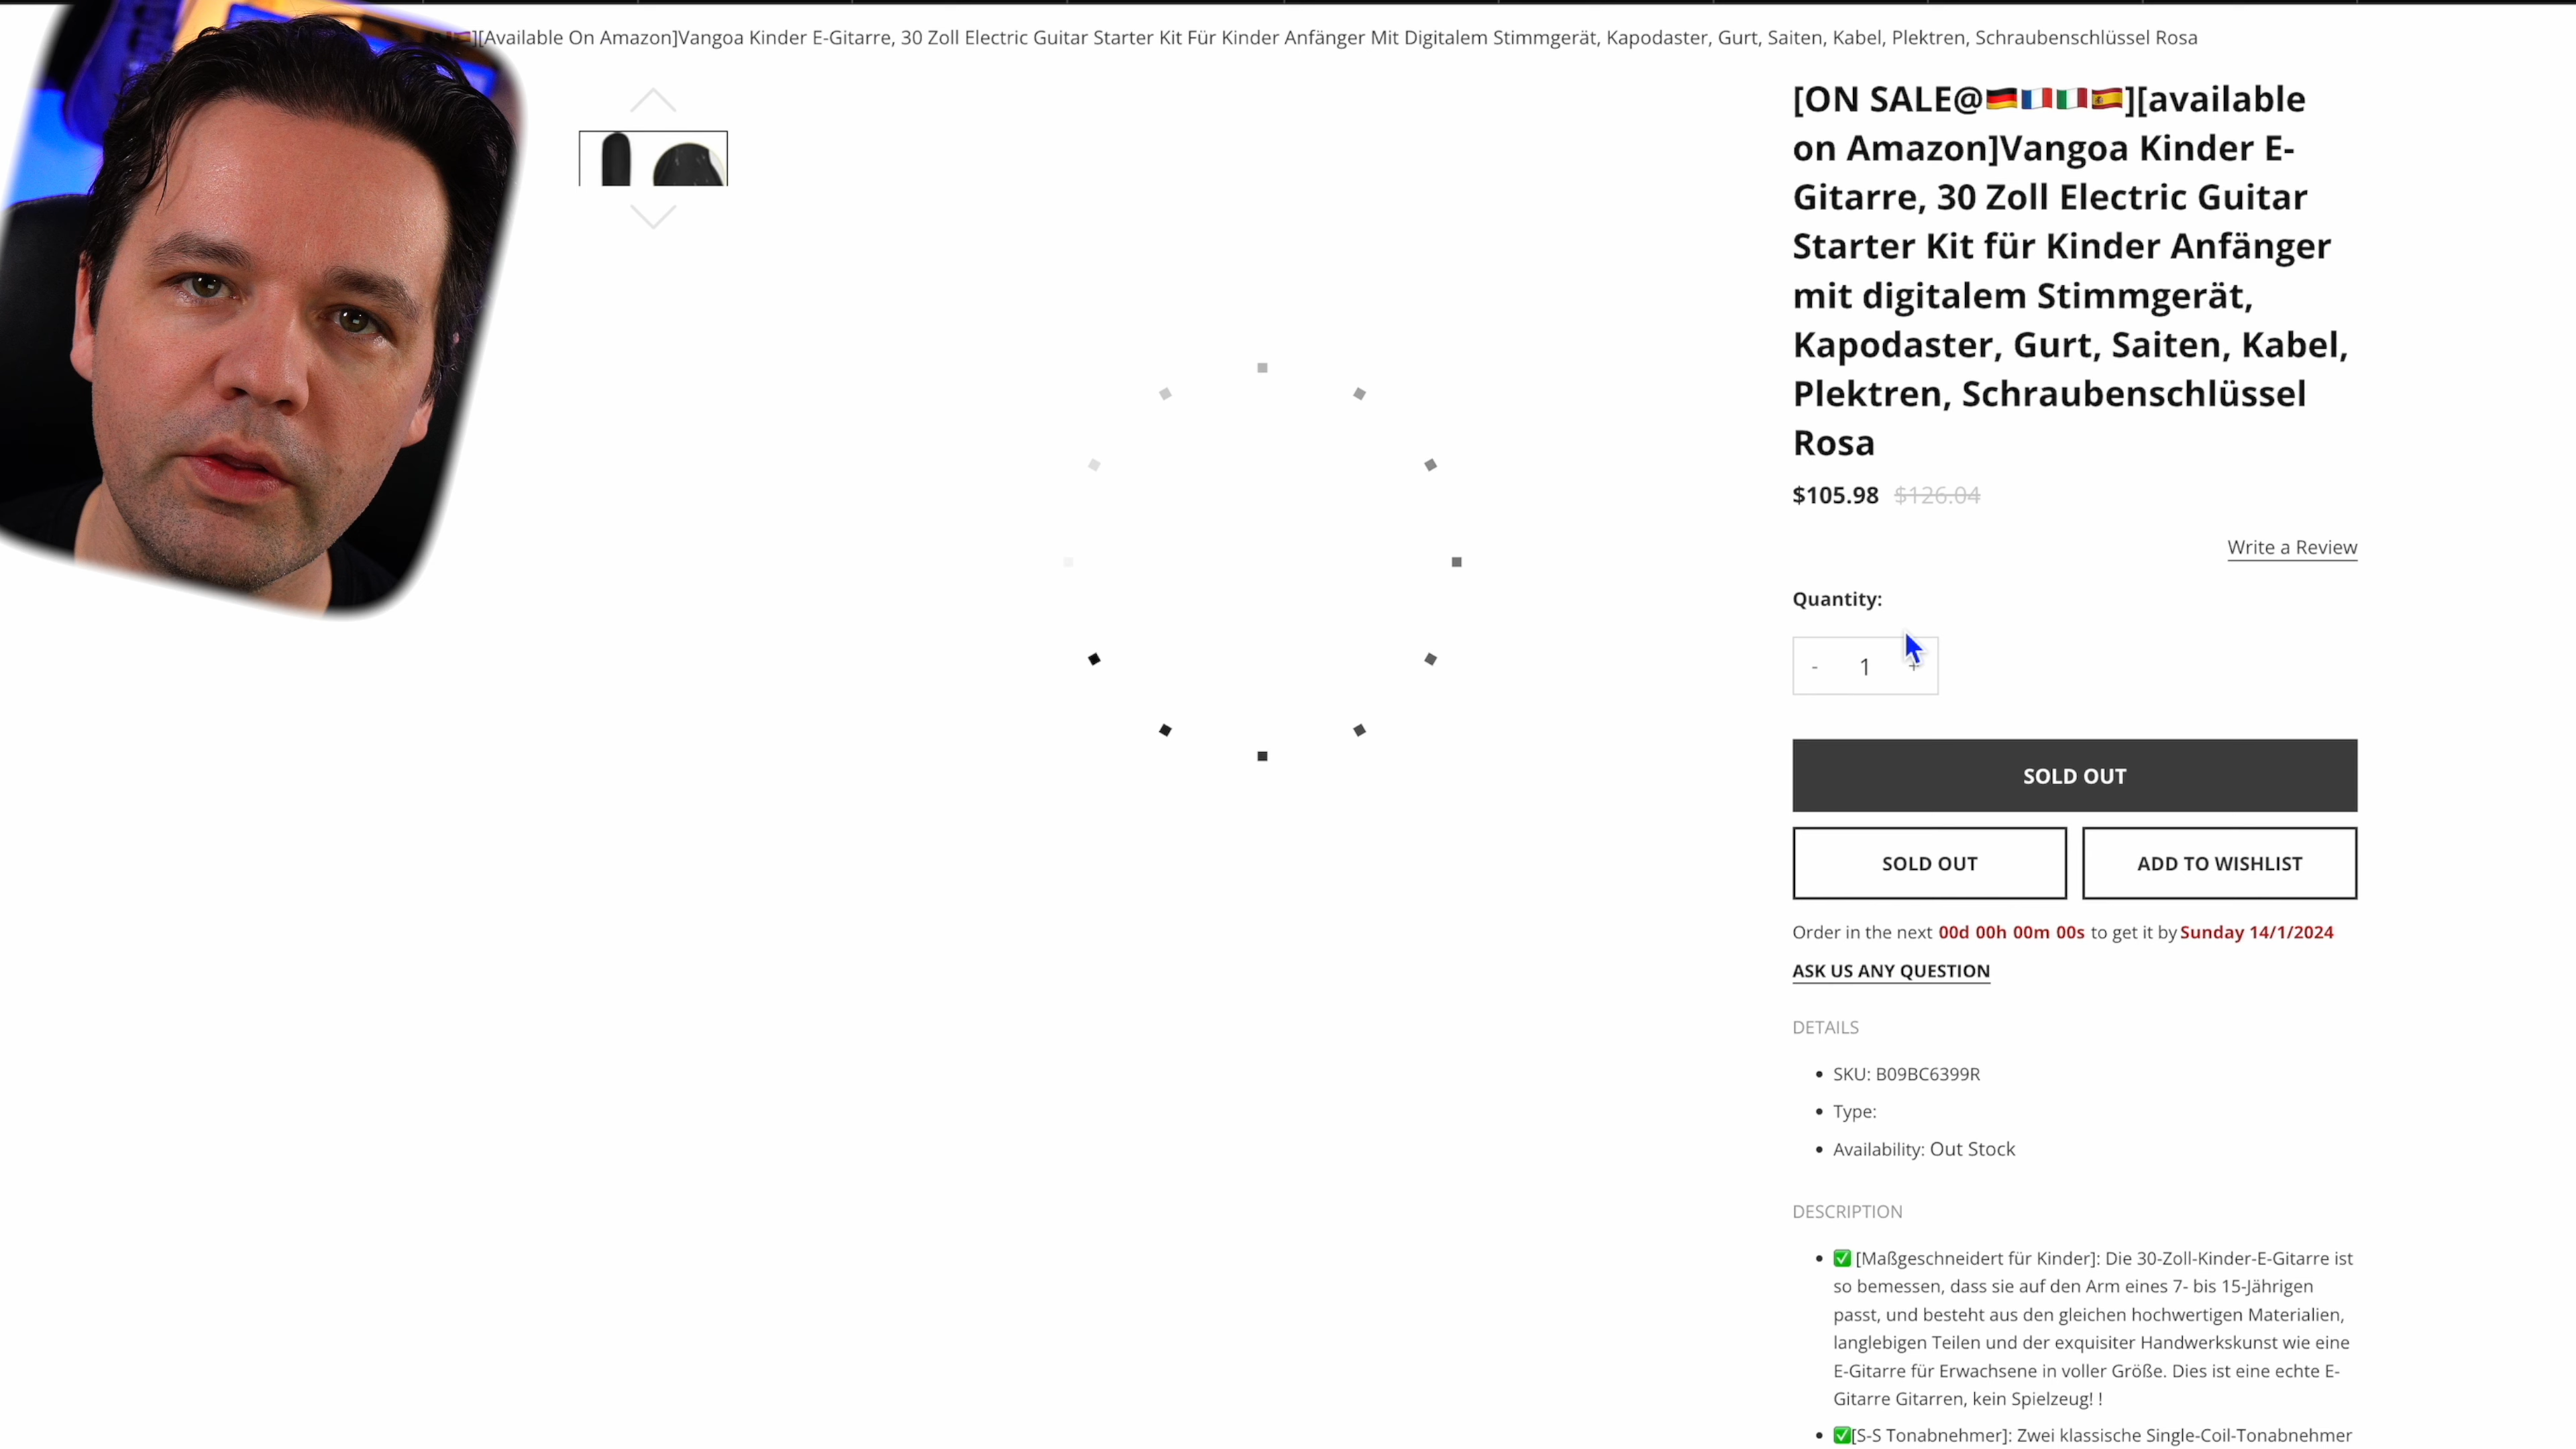 ][Available On Amazon]Vangoa Kinder E-Gitarre, 30 Zoll Electric Guitar Starter Kit Für Kinder Anfänger Mit Digitalem Stimmgerät, Kapodaster, Gurt, Saiten, Kabel, Plektren, Schraubenschlüssel Rosa
[ON SALE@🇩🇪🇫🇷🇮🇹🇪🇸][available
on Amazon]Vangoa Kinder E-
Gitarre, 30 Zoll Electric Guitar
Starter Kit für Kinder Anfänger
mit digitalem Stimmgerät,
Kapodaster, Gurt, Saiten, Kabel,
Plektren, Schraubenschlüssel
Rosa
$105.98 $126.04
Write a Review
Quantity:
- 1 +
SOLD OUT
SOLD OUT ADD TO WISHLIST
Order in the next 00d 00h 00m 00s to get it by Sunday 14/1/2024
ASK US ANY QUESTION
DETAILS
• SKU: B09BC6399R
• Type:
• Availability: Out Stock
DESCRIPTION
• ✅ [Maßgeschneidert für Kinder]: Die 30-Zoll-Kinder-E-Gitarre ist
so bemessen, dass sie auf den Arm eines 7- bis 15-Jährigen
passt, und besteht aus den gleichen hochwertigen Materialien,
langlebigen Teilen und der exquisiter Handwerkskunst wie eine
E-Gitarre für Erwachsene in voller Größe. Dies ist eine echte E-
Gitarre Gitarren, kein Spielzeug! !
• ✅[S-S Tonabnehmer]: Zwei klassische Single-Coil-Tonabnehmer